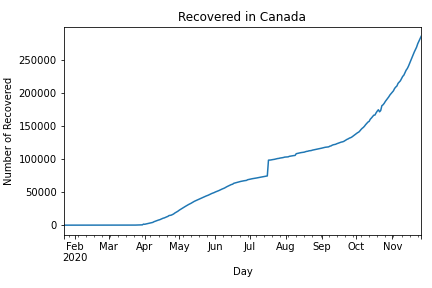 Recovered in Canada
Number of Recovered
250000
200000
150000
100000
50000
0
Feb Mar Apr May Jun Jul Aug Sep Oct Nov
2020
Day